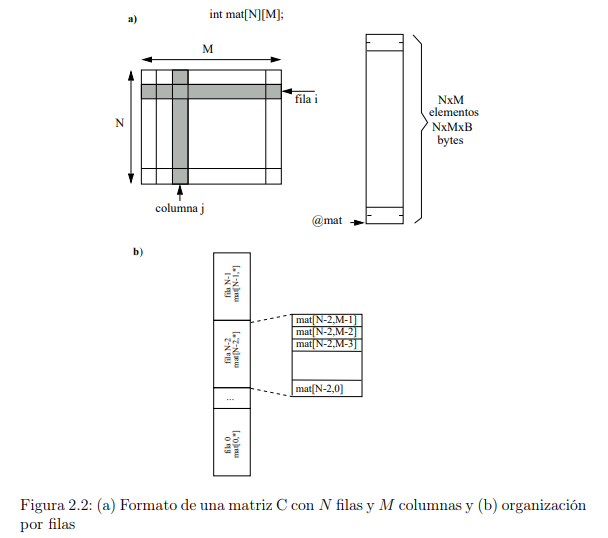 a)
int mat[N][M];
M
N
fila i
columna j
NxM
elementos
NxMxB
bytes
@mat
b)
fila N-1
mat[N-1,*]
fila N-2
mat[N-2,*]
...
fila 0
mat[0,*]
mat[N-2,M-1]
mat[N-2,M-2]
mat[N-2,M-3]
mat[N-2,0]
Figura 2.2: (a) Formato de una matriz C con N filas y M columnas y (b) organización
por filas